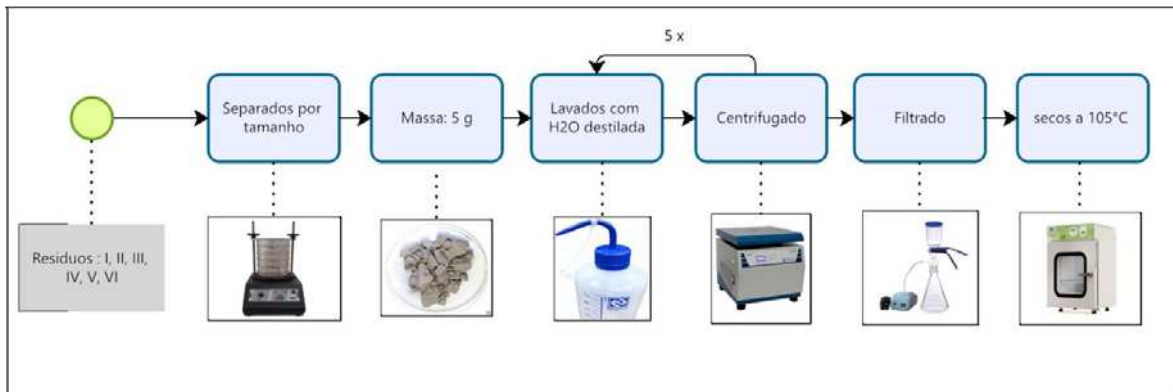 5 x
Separados por
tamanho
Massa: 5 g
Lavados com
H2O destilada
Centrifugado
Filtrado
secos a 105°C
Resíduos : I, II, III,
IV, V, VI